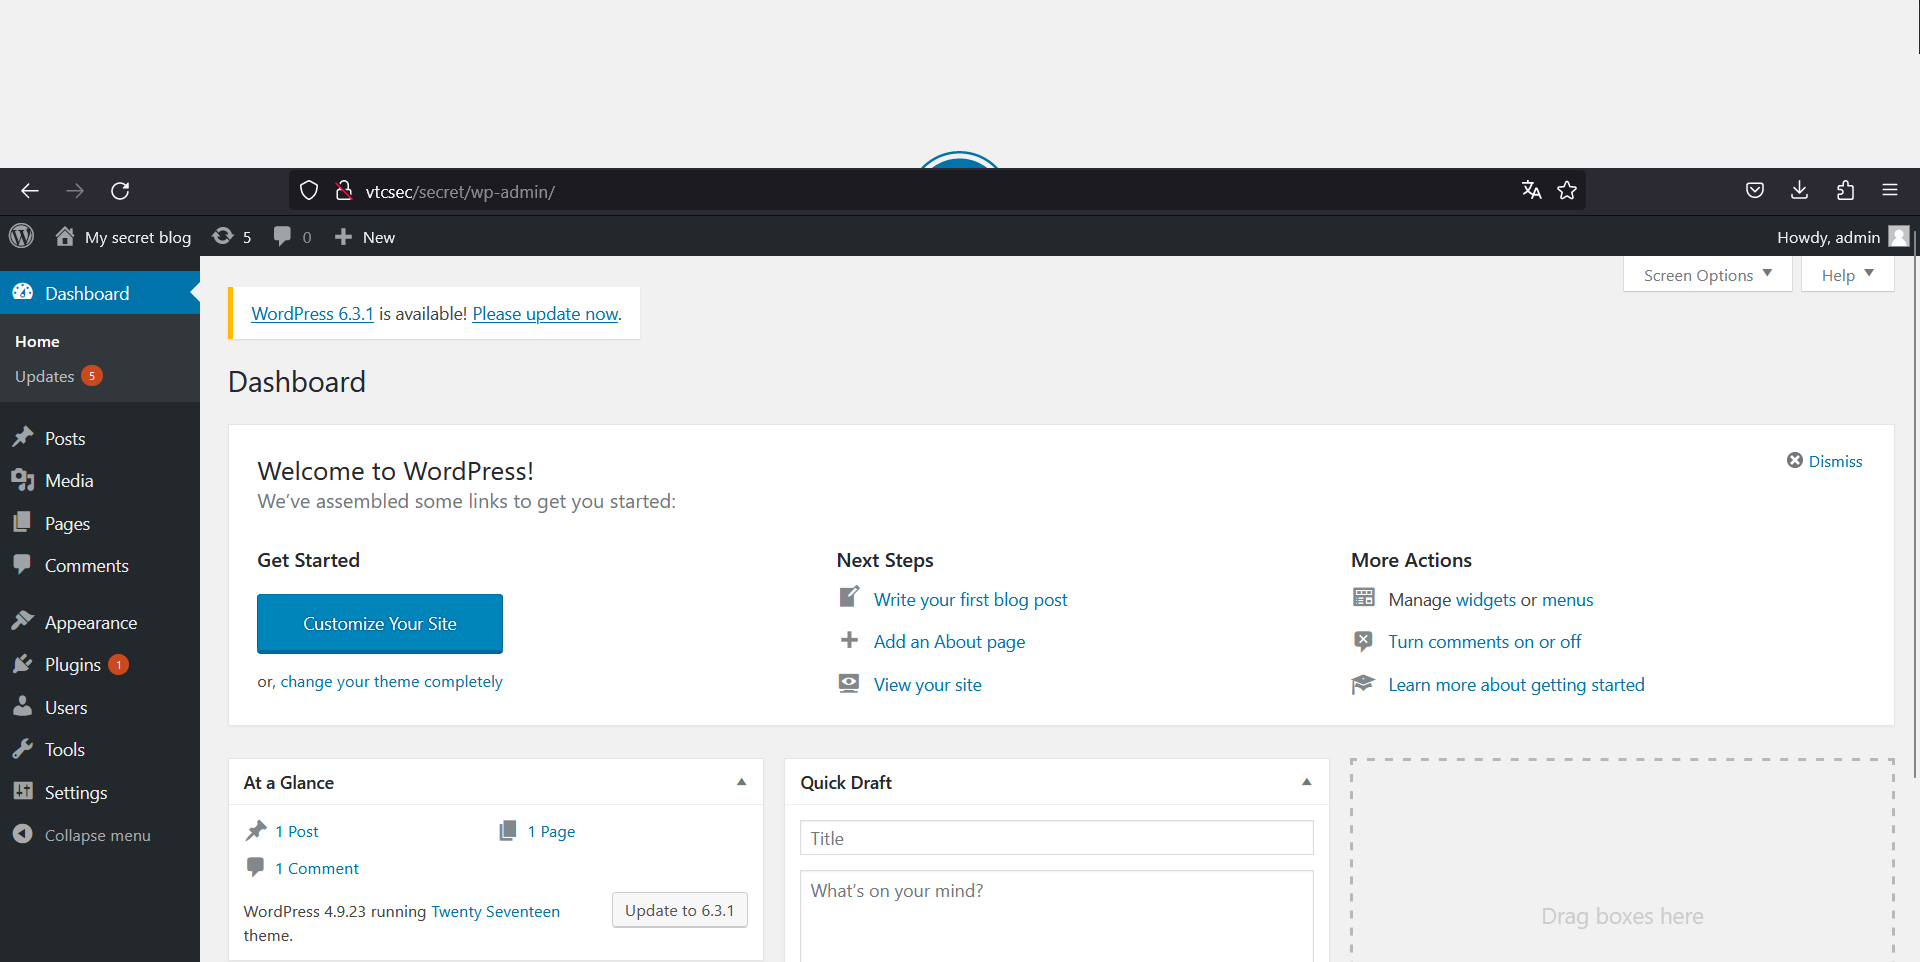 vtcsec/secret/wp-admin/
My secret blog 5 0 New Howdy, admin
Screen Options Help
Dashboard
Home
Updates 5
Posts
Media
Pages
Comments
Appearance
Plugins 1
Users
Tools
Settings
Collapse menu
WordPress 6.3.1 is available! Please update now.
Dashboard
Welcome to WordPress!
We've assembled some links to get you started:
Dismiss
Get Started
Customize Your Site
or, change your theme completely
Next Steps
Write your first blog post
Add an About page
View your site
More Actions
Manage widgets or menus
Turn comments on or off
Learn more about getting started
At a Glance
1 Post 1 Page
1 Comment
WordPress 4.9.23 running Twenty Seventeen
theme.
Update to 6.3.1
Quick Draft
Title
What's on your mind?
Drag boxes here